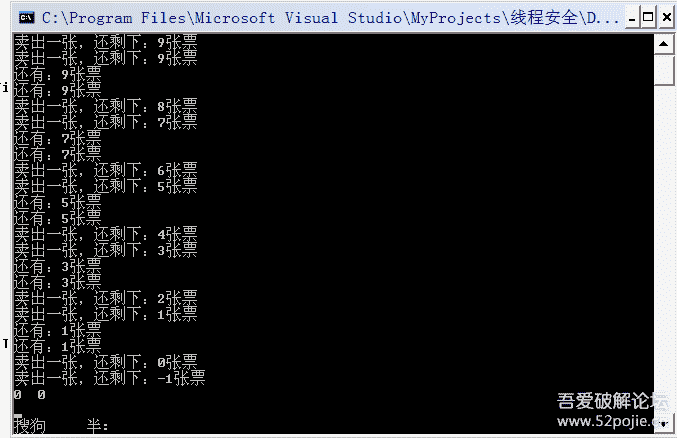 C:\Program Files\Microsoft Visual Studio\MyProjects\线程安全\D...
卖出一张，还剩下：9张票
卖出一张，还剩下：9张票
还有：9张票
还有：9张票
卖出一张，还剩下：8张票
卖出一张，还剩下：7张票
还有：7张票
还有：7张票
卖出一张，还剩下：6张票
卖出一张，还剩下：5张票
还有：5张票
还有：5张票
卖出一张，还剩下：4张票
卖出一张，还剩下：3张票
还有：3张票
还有：3张票
卖出一张，还剩下：2张票
卖出一张，还剩下：1张票
还有：1张票
还有：1张票
卖出一张，还剩下：0张票
卖出一张，还剩下：-1张票
0  0
搜狗    半：
吾爱破解论坛
www.52pojie.c